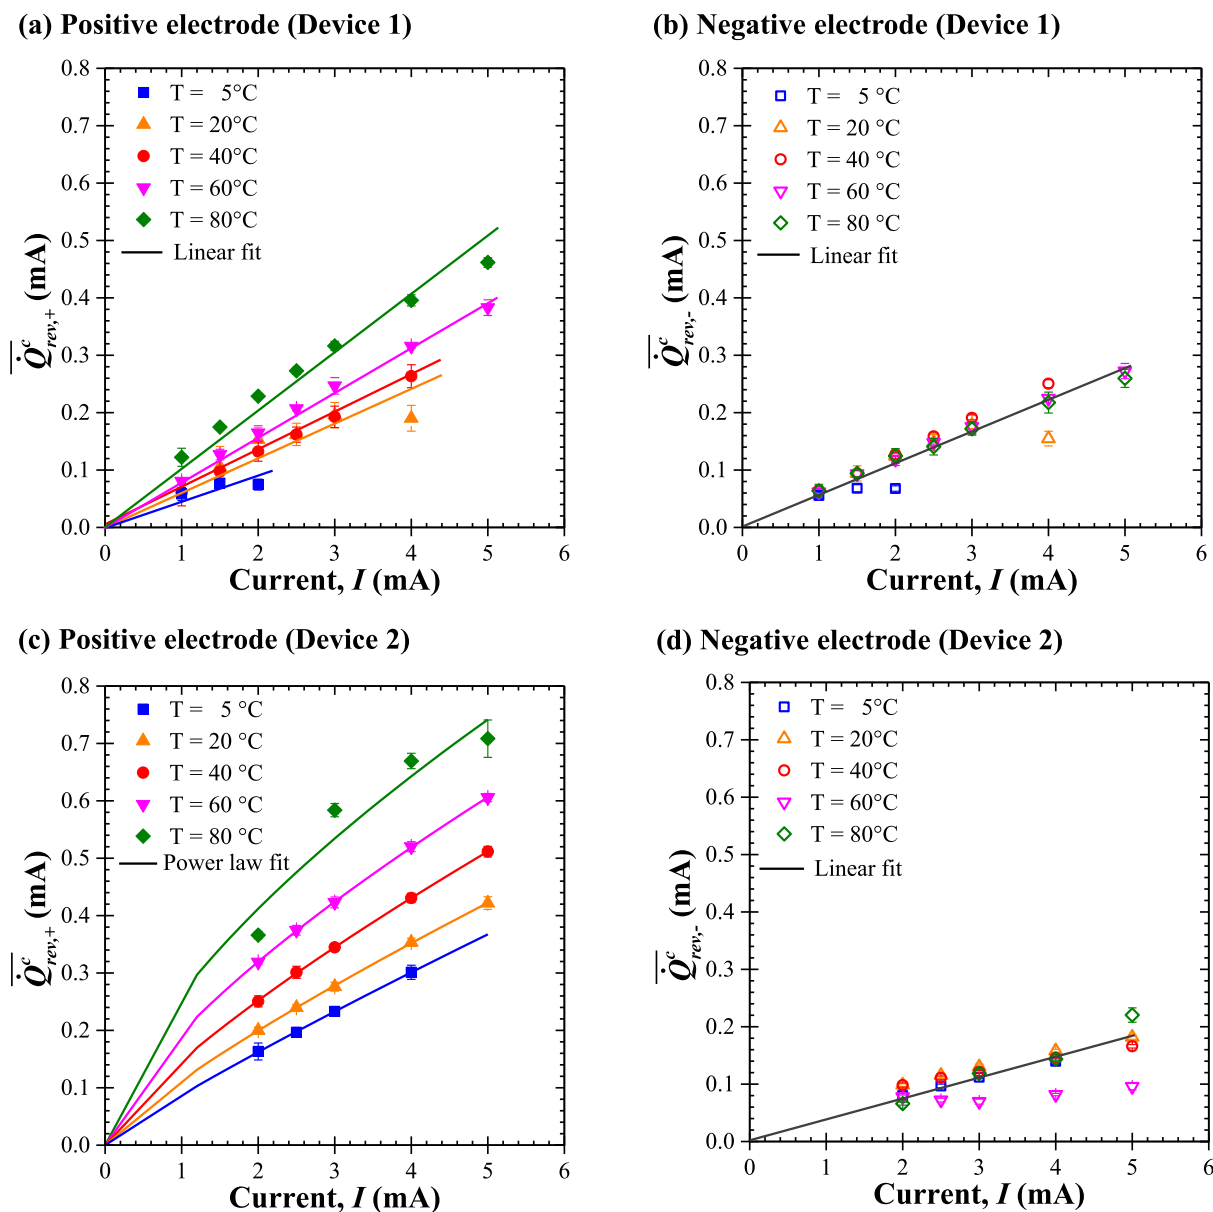 (a) Positive electrode (Device 1)
0.8
0.7
0.6
0.5
0.4
0.3
0.2
0.1
0.0
Q̇ᶜrev,+ (mA)
T = 5°C
T = 20°C
T = 40°C
T = 60°C
T = 80°C
Linear fit
0 1 2 3 4 5 6
Current, I (mA)
(b) Negative electrode (Device 1)
0.8
0.7
0.6
0.5
0.4
0.3
0.2
0.1
0.0
Q̇ᶜrev,- (mA)
T = 5 °C
T = 20 °C
T = 40 °C
T = 60 °C
T = 80 °C
Linear fit
0 1 2 3 4 5 6
Current, I (mA)
(c) Positive electrode (Device 2)
0.8
0.7
0.6
0.5
0.4
0.3
0.2
0.1
0.0
Q̇ᶜrev,+ (mA)
T = 5 °C
T = 20 °C
T = 40 °C
T = 60 °C
T = 80 °C
Power law fit
0 1 2 3 4 5 6
Current, I (mA)
(d) Negative electrode (Device 2)
0.8
0.7
0.6
0.5
0.4
0.3
0.2
0.1
0.0
Q̇ᶜrev,- (mA)
T = 5°C
T = 20°C
T = 40°C
T = 60°C
T = 80°C
Linear fit
0 1 2 3 4 5 6
Current, I (mA)